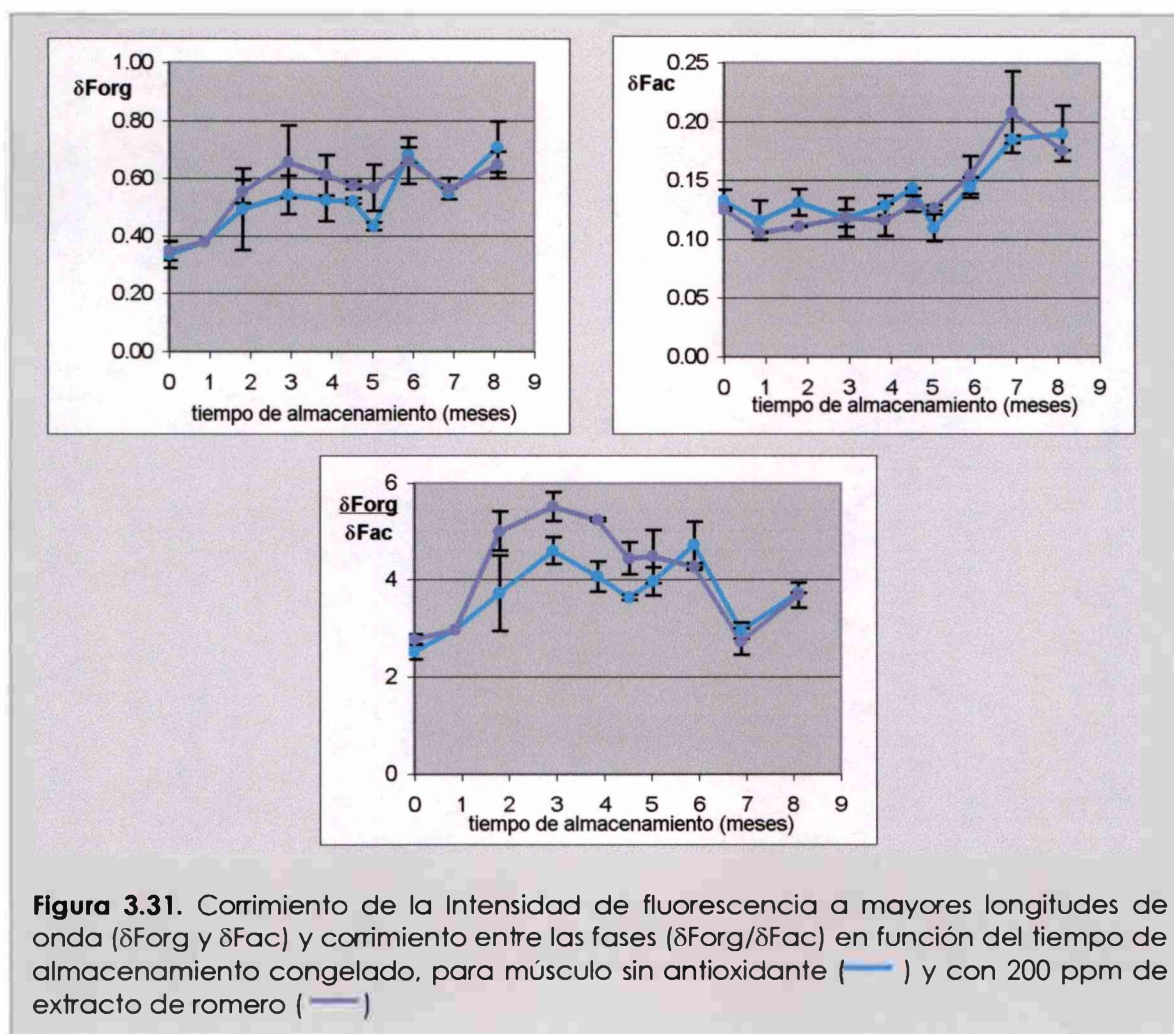 δForg
1.00
0.80
0.60
0.40
0.20
0.00
0 1 2 3 4 5 6 7 8 9
tiempo de almacenamiento (meses)
δFac
0.25
0.20
0.15
0.10
0.05
0.00
0 1 2 3 4 5 6 7 8 9
tiempo de almacenamiento (meses)
δForg
δFac
6
4
2
0
0 1 2 3 4 5 6 7 8 9
tiempo de almacenamiento (meses)
Figura 3.31. Corrimiento de la Intensidad de fluorescencia a mayores longitudes de
onda (δForg y δFac) y corrimiento entre las fases (δForg/δFac) en función del tiempo de
almacenamiento congelado, para músculo sin antioxidante ( ) y con 200 ppm de
extracto de romero ( )